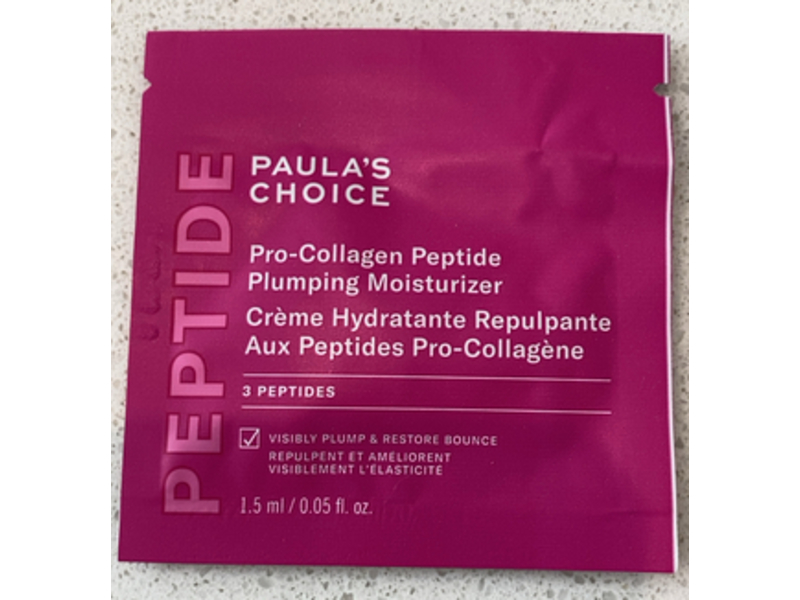 PEPTIDE
PAULA'S
CHOICE
Pro-Collagen Peptide
Plumping Moisturizer
Crème Hydratante Repulpante
Aux Peptides Pro-Collagène
3 PEPTIDES
VISIBLY PLUMP & RESTORE BOUNCE
REPULPENT ET AMÉLIORENT
VISIBLEMENT L'ÉLASTICITÉ
1.5 ml / 0.05 fl. oz.